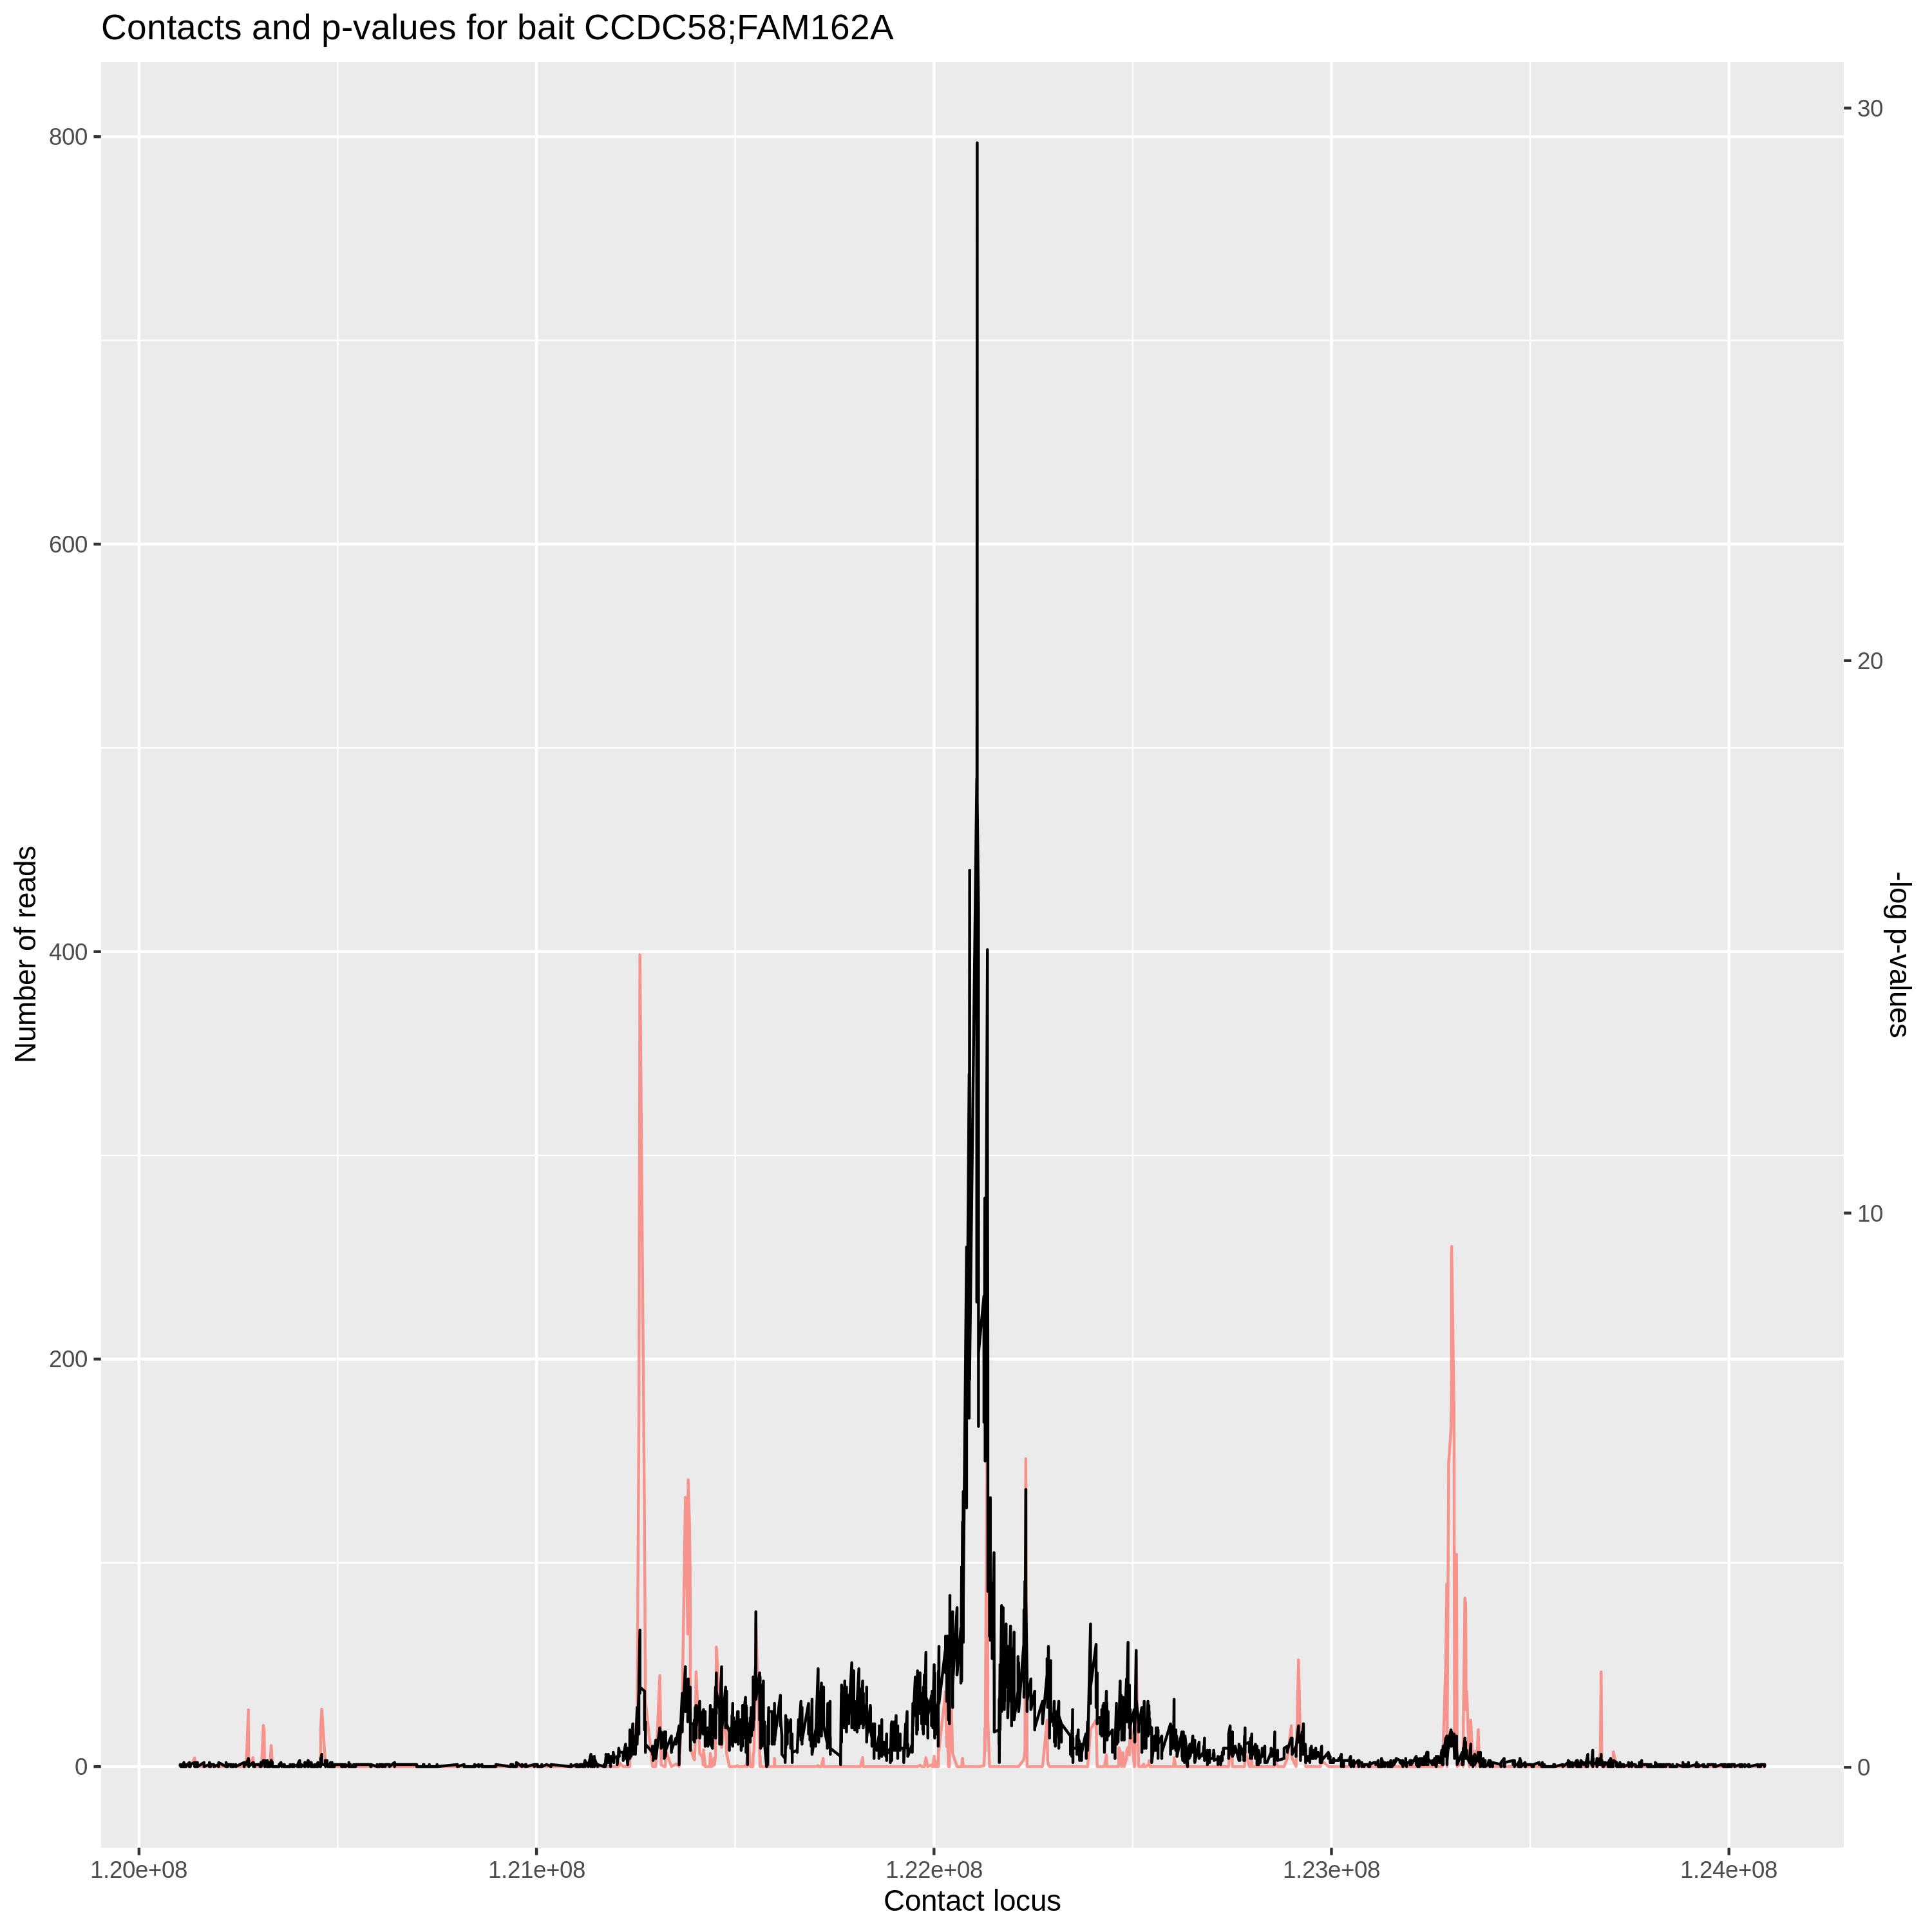 Contacts and p-values for bait CCDC58;FAM162A
800
600
400
200
0
Number of reads
30
20
10
0
-log p-values
1.20e+08
1.21e+08
1.22e+08
1.23e+08
1.24e+08
Contact locus